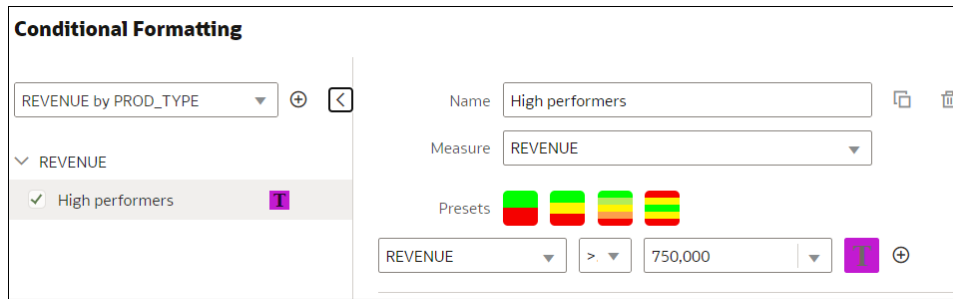 Conditional Formatting
REVENUE by PROD_TYPE
REVENUE
High performers
T
Name High performers
Measure REVENUE
Presets
REVENUE > 750,000 T